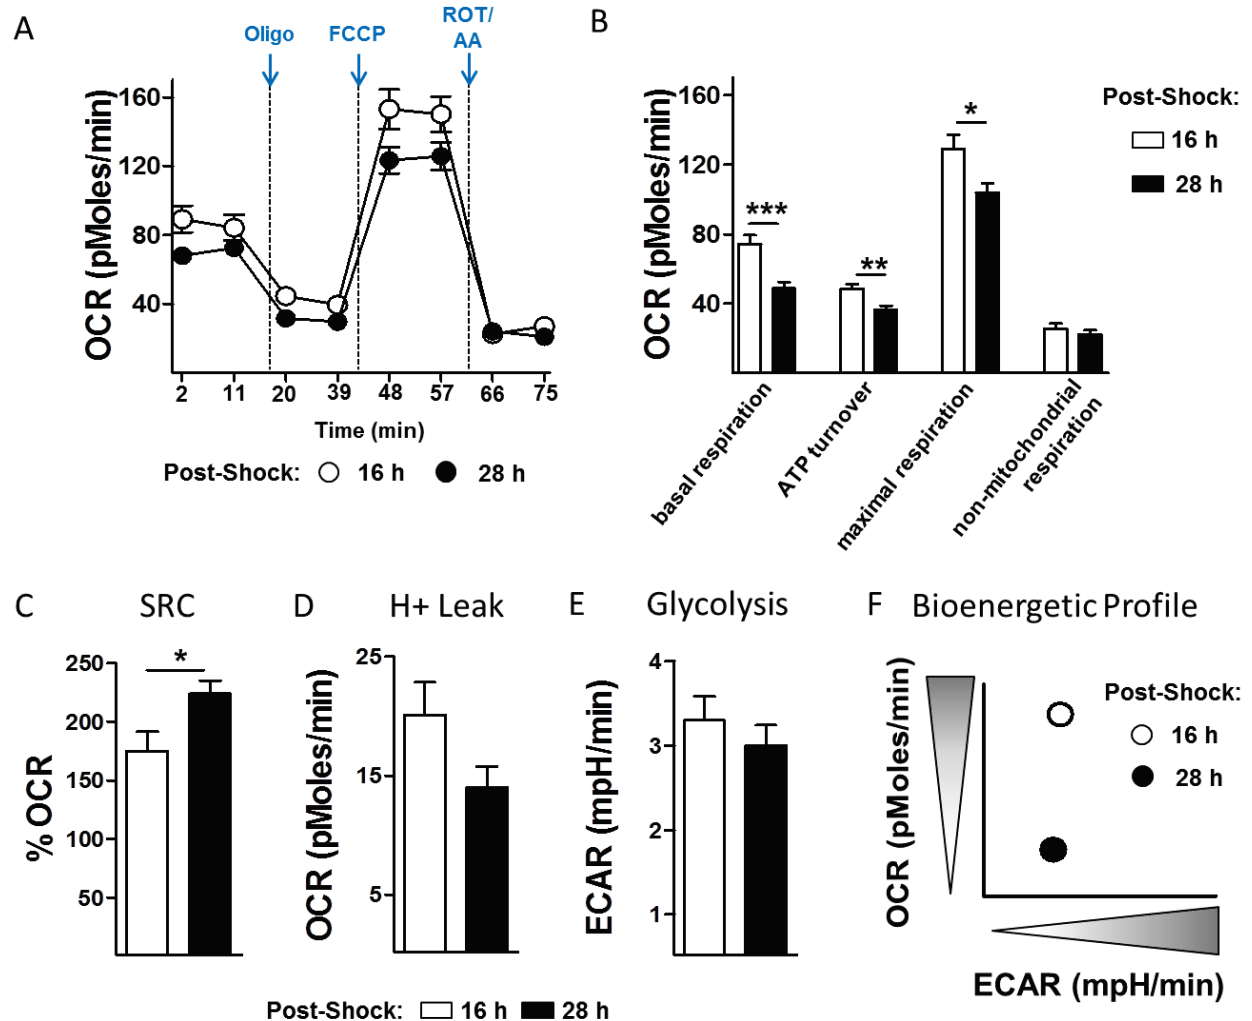 A
Oligo
FCCP
ROT/
AA
OCR (pMoles/min)
160
120
80
40
2 11 20 39 48 57 66 75
Time (min)
Post-Shock: 16 h 28 h
B
OCR (pMoles/min)
160
120
80
40
***
**
*
basal respiration
ATP turnover
maximal respiration
non-mitochondrial
respiration
Post-Shock:
16 h
28 h
C SRC
% OCR
250
200
150
100
50
*
D H+ Leak
OCR (pMoles/min)
25
15
5
E Glycolysis
ECAR (mpH/min)
4
3
2
1
Post-Shock: 16 h 28 h
F Bioenergetic Profile
OCR (pMoles/min)
Post-Shock:
16 h
28 h
ECAR (mpH/min)